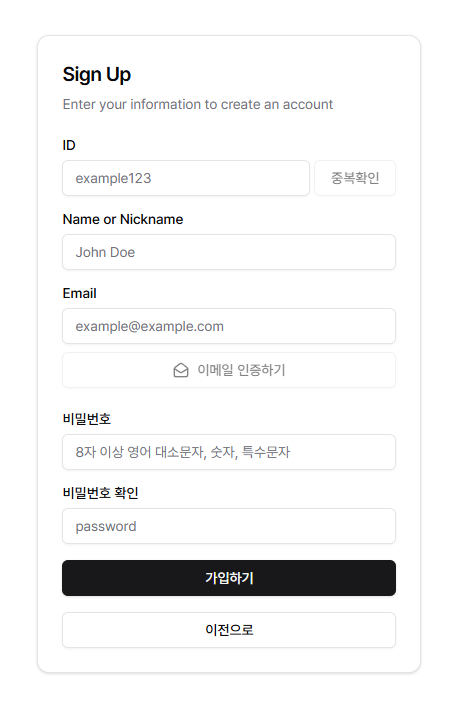 Sign Up
Enter your information to create an account
ID
example123 중복확인
Name or Nickname
John Doe
Email
example@example.com
이메일 인증하기
비밀번호
8자 이상 영어 대소문자, 숫자, 특수문자
비밀번호 확인
password
가입하기
이전으로